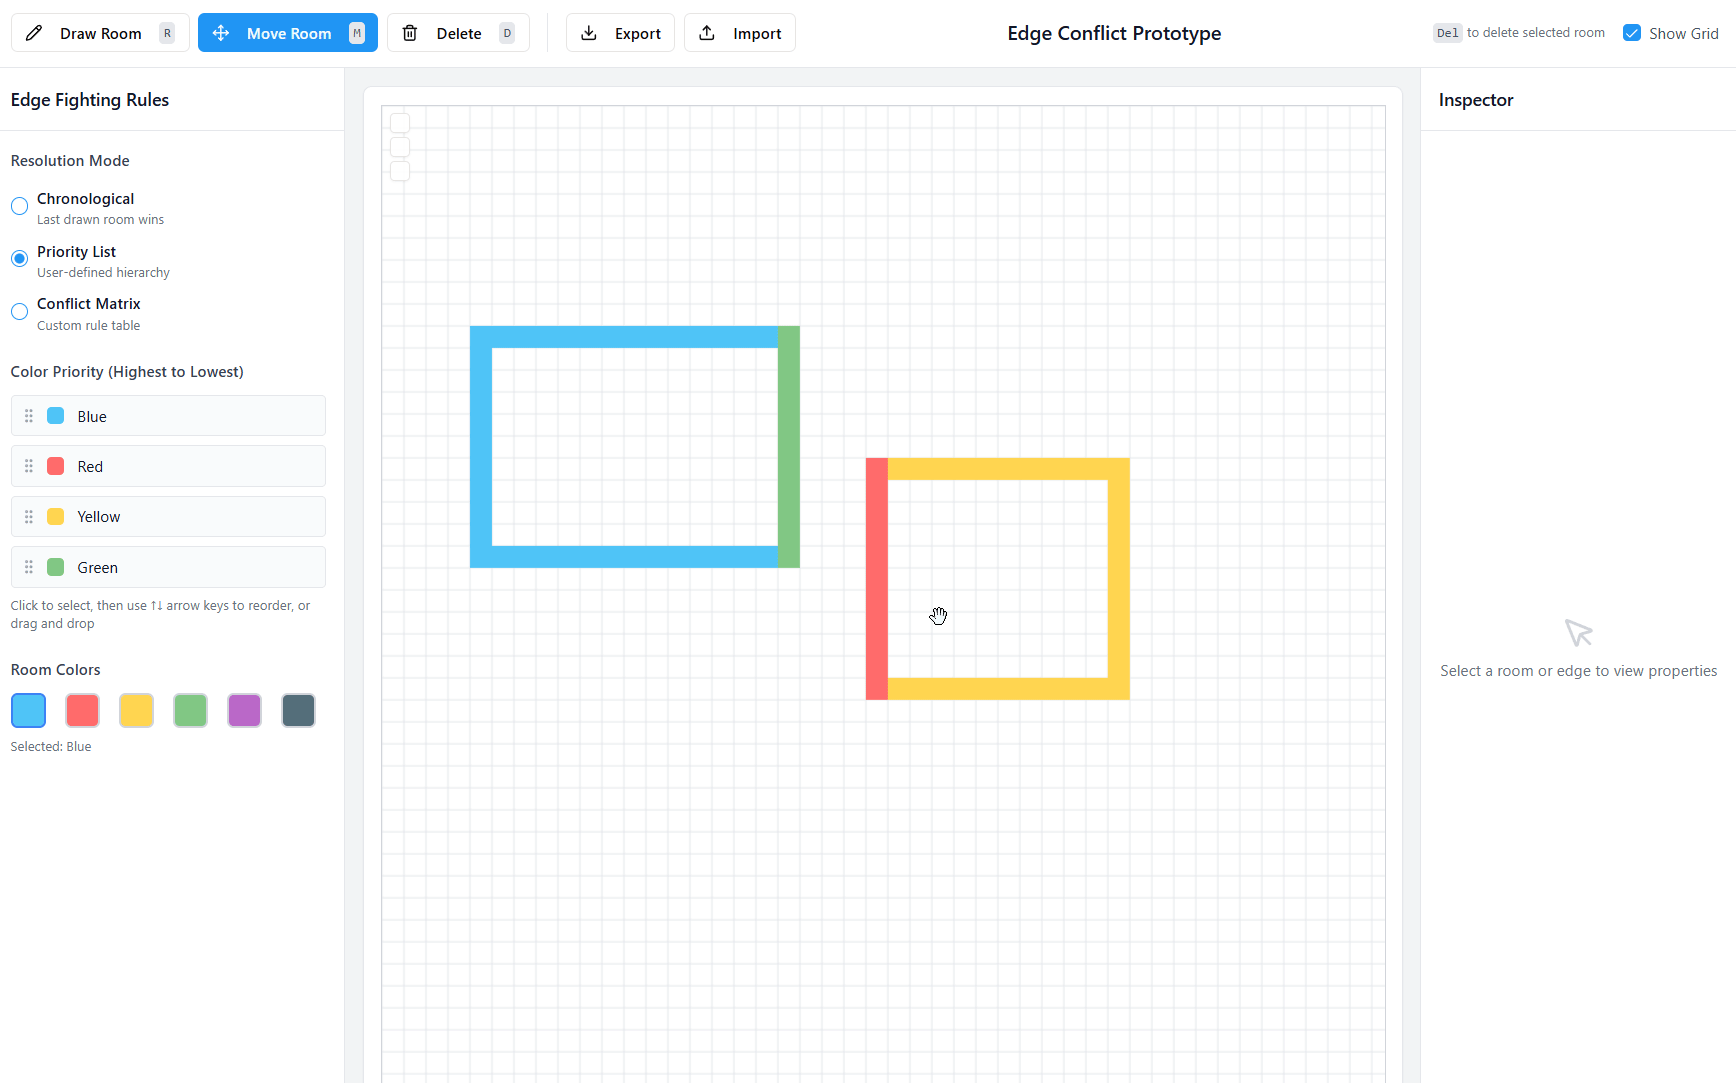 Draw Room R
Move Room M
Delete D
Export
Import
Edge Conflict Prototype
Del to delete selected room
Show Grid
Edge Fighting Rules
Resolution Mode
Chronological
Last drawn room wins
Priority List
User-defined hierarchy
Conflict Matrix
Custom rule table
Color Priority (Highest to Lowest)
Blue
Red
Yellow
Green
Click to select, then use ↑↓ arrow keys to reorder, or
drag and drop
Room Colors
Selected: Blue
Inspector
Select a room or edge to view properties